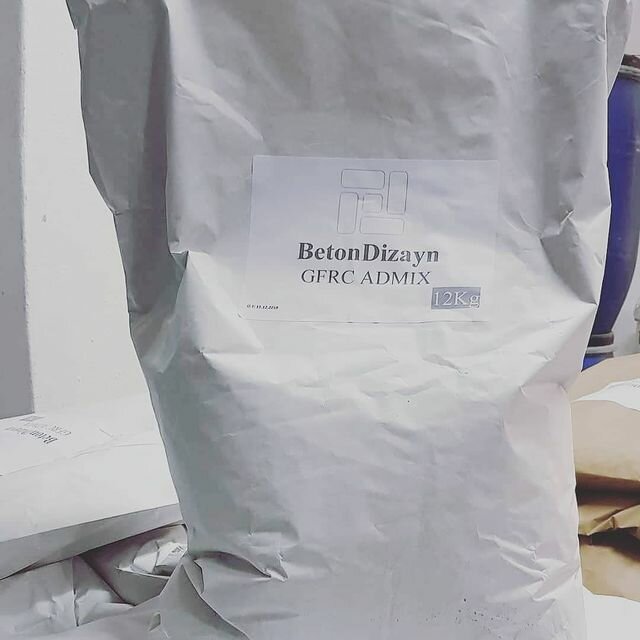 BetonDizayn
GFRC ADMIX
12Kg